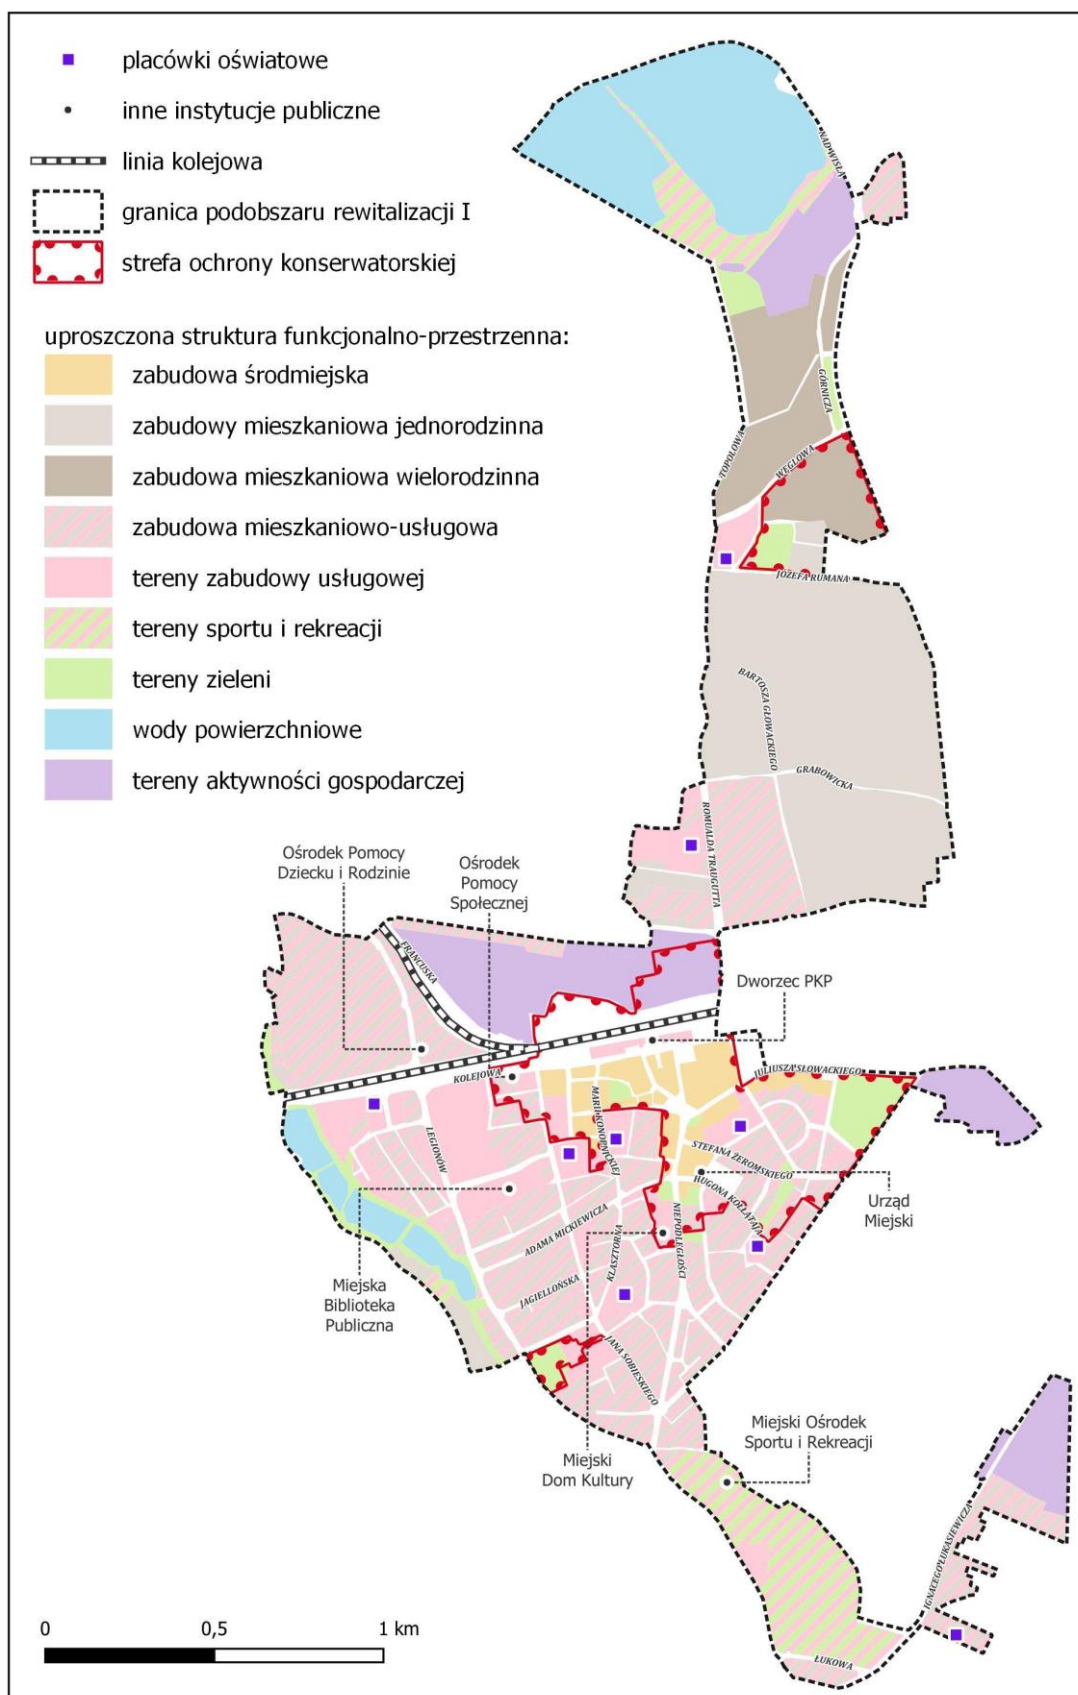 placówki oświatowe
inne instytucje publiczne
linia kolejowa
granica podobszaru rewitalizacji I
strefa ochrony konserwatorskiej
uproszczona struktura funkcjonalno-przestrzenna:
zabudowa środmiejska
zabudowy mieszkaniowa jednorodzinna
zabudowa mieszkaniowa wielorodzinna
zabudowa mieszkaniowo-usługowa
tereny zabudowy usługowej
tereny sportu i rekreacji
tereny zieleni
wody powierzchniowe
tereny aktywności gospodarczej
NAD WISŁĄ
GÓRNICZA
TOPOLOWA
WĘGLOWA
JÓZEFA RUMANA
BARTOSZA GŁOWACKIEGO
GRABOWICKA
ROMUALDA TRAUGUTTA
Ośrodek Pomocy
Dziecku i Rodzinie
Ośrodek
Pomocy
Społecznej
FRANCUSKA
Dworzec PKP
KOLEJOWA
JULIUSZA SŁOWACKIEGO
MARII KONOPNICKIEJ
LEGIONÓW
STEFANA ŻEROMSKIEGO
HUGONA KOŁŁĄTAJA
Urząd
Miejski
ADAMA MICKIEWICZA
KLASZTORNA
NIEPODLEGŁOŚCI
JAGIELLOŃSKA
Miejska
Biblioteka
Publiczna
JANA SOBIESKIEGO
Miejski Ośrodek
Sportu i Rekreacji
Miejski
Dom Kultury
IGNACEGO ŁUKASIEWICZA
ŁUKOWA
0 0,5 1 km